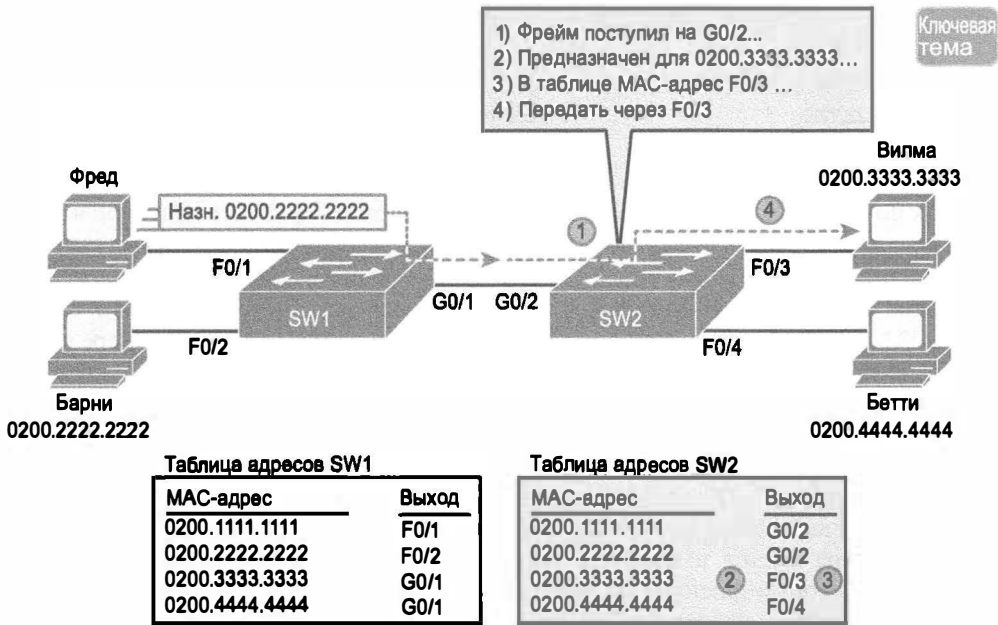 1) Фрейм поступил на G0/2...
2) Предназначен для 0200.3333.3333...
3) В таблице MAC-адрес F0/3 ...
4) Передать через F0/3
Ключевая
тема
Фред
Вилма
0200.3333.3333
Назн. 0200.2222.2222
1
4
F0/1
F0/3
G0/1
G0/2
SW1
SW2
F0/2
F0/4
Барни
0200.2222.2222
Бетти
0200.4444.4444
Таблица адресов SW1
MAC-адрес Выход
0200.1111.1111 F0/1
0200.2222.2222 F0/2
0200.3333.3333 G0/1
0200.4444.4444 G0/1
Таблица адресов SW2
MAC-адрес Выход
0200.1111.1111 G0/2
0200.2222.2222 G0/2
0200.3333.3333 2 F0/3 3
0200.4444.4444 F0/4